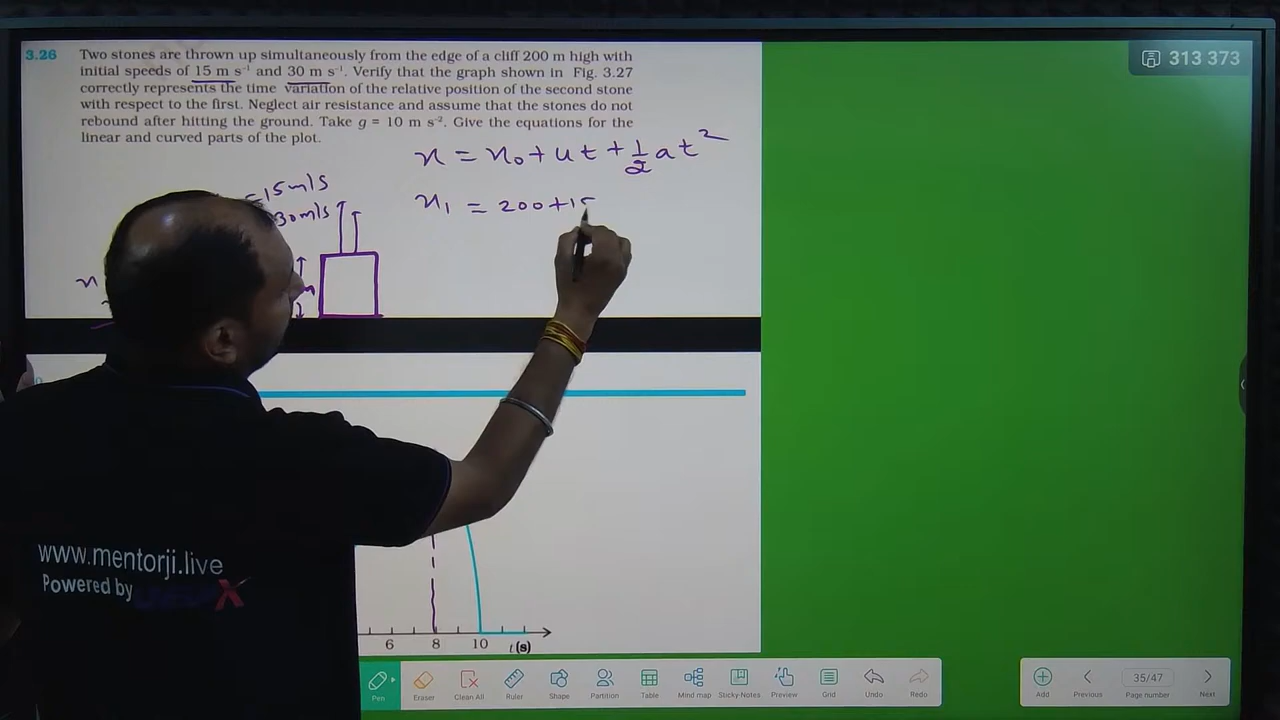 313 373
3.26 Two stones are thrown up simultaneously from the edge of a cliff 200 m high with
initial speeds of 15 m s⁻¹ and 30 m s⁻¹. Verify that the graph shown in Fig. 3.27
correctly represents the time variation of the relative position of the second stone
with respect to the first. Neglect air resistance and assume that the stones do not
rebound after hitting the ground. Take g = 10 m s⁻². Give the equations for the
linear and curved parts of the plot.
x = x₀ + ut + ½at²
=15m/s
30m/s
x₁ = 200+15
x
www.mentorji.live
Powered by
6 8 10 t(s)
Pen Eraser Clean All Ruler Shape Partition Table Mind map Sticky-Notes Preview Grid Undo Redo
Add Previous 35/47 Page number Next